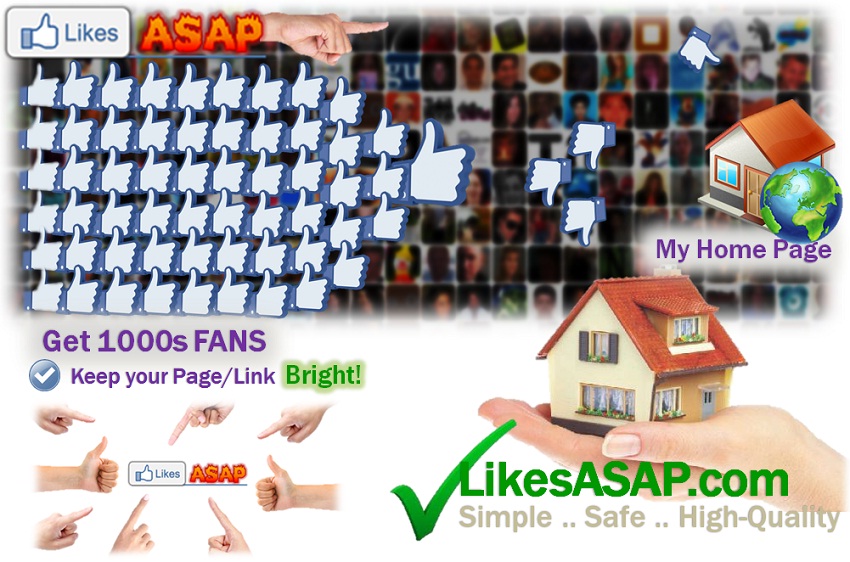 Likes ASAP
gu
My Home Page
Get 1000s FANS
Keep your Page/Link Bright!
Likes ASAP
LikesASAP.com
Simple .. Safe .. High-Quality